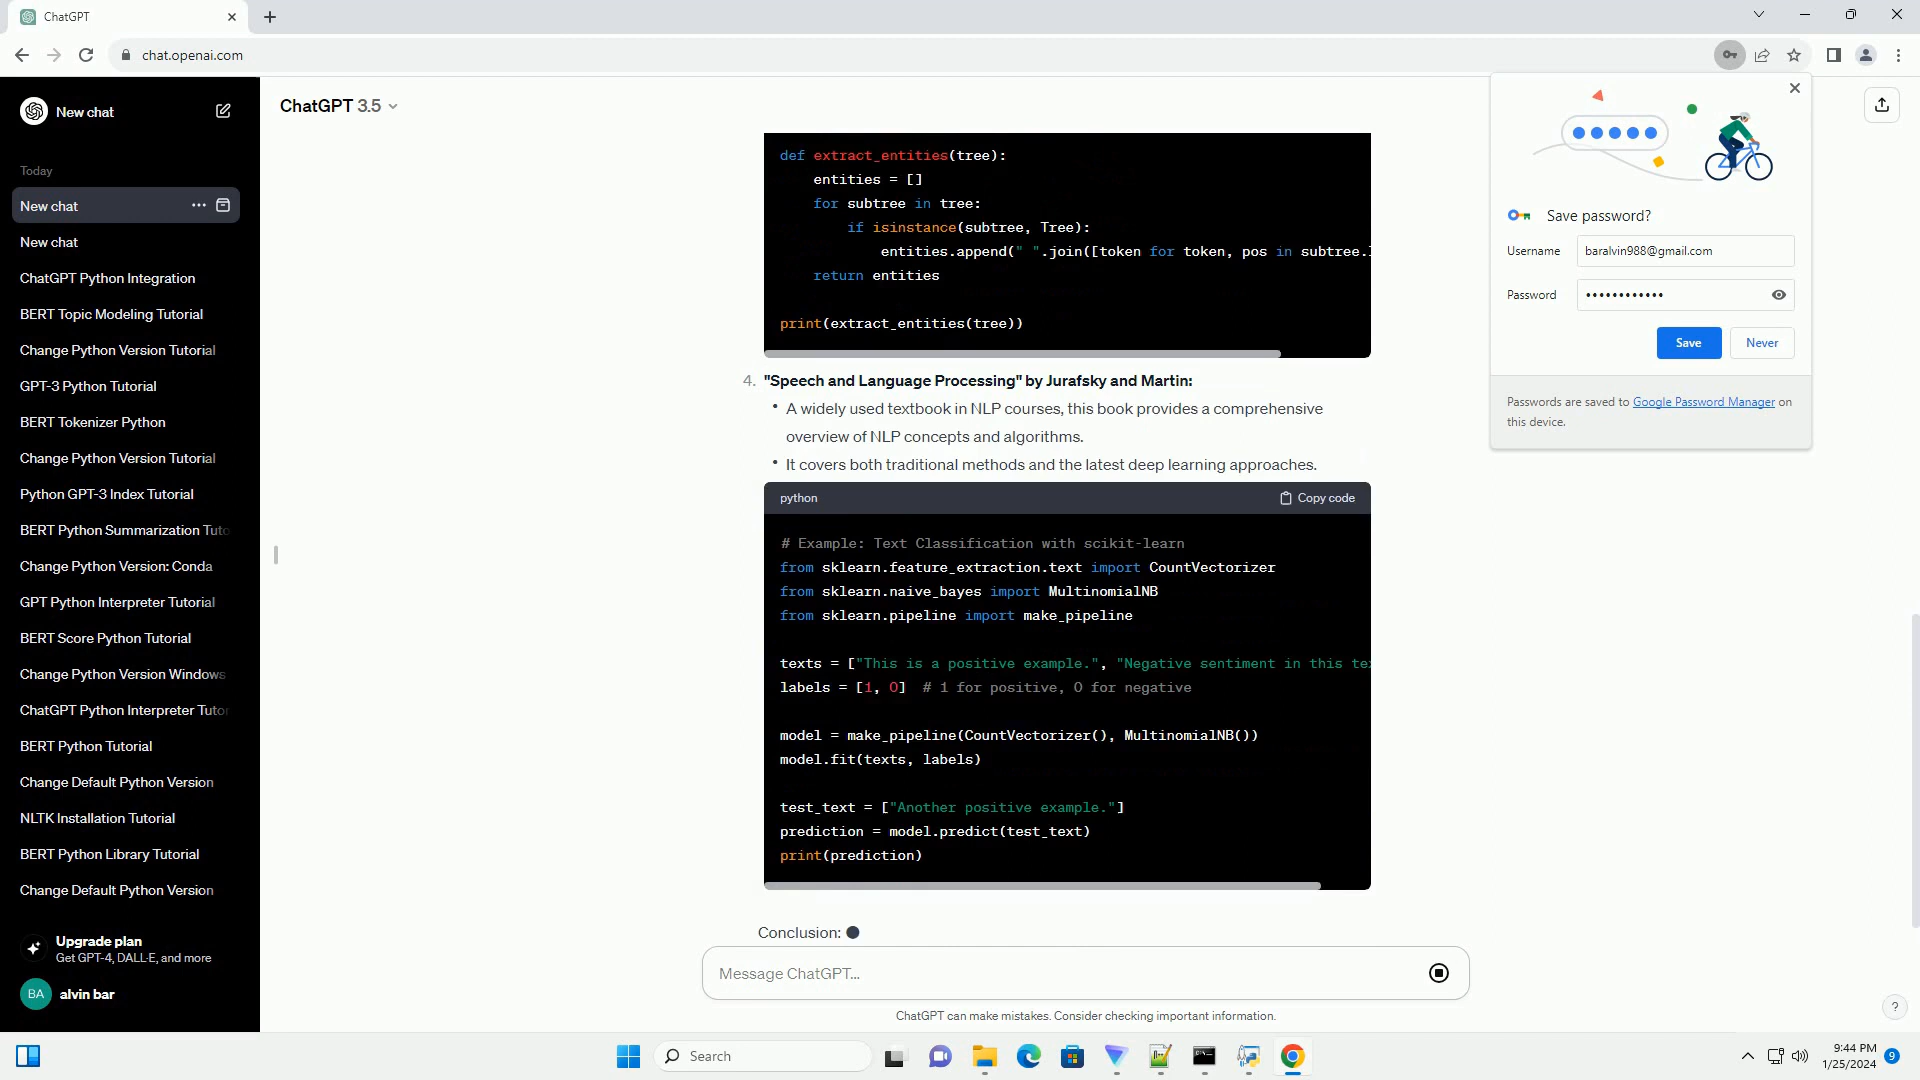 ChatGPT
chat.openai.com
New chat
Today
New chat
New chat
ChatGPT Python Integration
BERT Topic Modeling Tutorial
Change Python Version Tutorial
GPT-3 Python Tutorial
BERT Tokenizer Python
Change Python Version Tutorial
Python GPT-3 Index Tutorial
BERT Python Summarization Tuto
Change Python Version: Conda
GPT Python Interpreter Tutorial
BERT Score Python Tutorial
Change Python Version Windows
ChatGPT Python Interpreter Tutor
BERT Python Tutorial
Change Default Python Version
NLTK Installation Tutorial
BERT Python Library Tutorial
Change Default Python Version
Upgrade plan
Get GPT-4, DALL·E, and more
BA alvin bar
ChatGPT 3.5
def extract_entities(tree):
    entities = []
    for subtree in tree:
        if isinstance(subtree, Tree):
            entities.append(" ".join([token for token, pos in subtree.l
    return entities
print(extract_entities(tree))
4. "Speech and Language Processing" by Jurafsky and Martin:
• A widely used textbook in NLP courses, this book provides a comprehensive
overview of NLP concepts and algorithms.
• It covers both traditional methods and the latest deep learning approaches.
python Copy code
# Example: Text Classification with scikit-learn
from sklearn.feature_extraction.text import CountVectorizer
from sklearn.naive_bayes import MultinomialNB
from sklearn.pipeline import make_pipeline
texts = ["This is a positive example.", "Negative sentiment in this tex
labels = [1, 0]  # 1 for positive, 0 for negative
model = make_pipeline(CountVectorizer(), MultinomialNB())
model.fit(texts, labels)
test_text = ["Another positive example."]
prediction = model.predict(test_text)
print(prediction)
Conclusion:
Message ChatGPT...
ChatGPT can make mistakes. Consider checking important information.
?
Save password?
Username baralvin988@gmail.com
Password ••••••••••••
Save Never
Passwords are saved to Google Password Manager on
this device.
Search
9:44 PM
1/25/2024
9